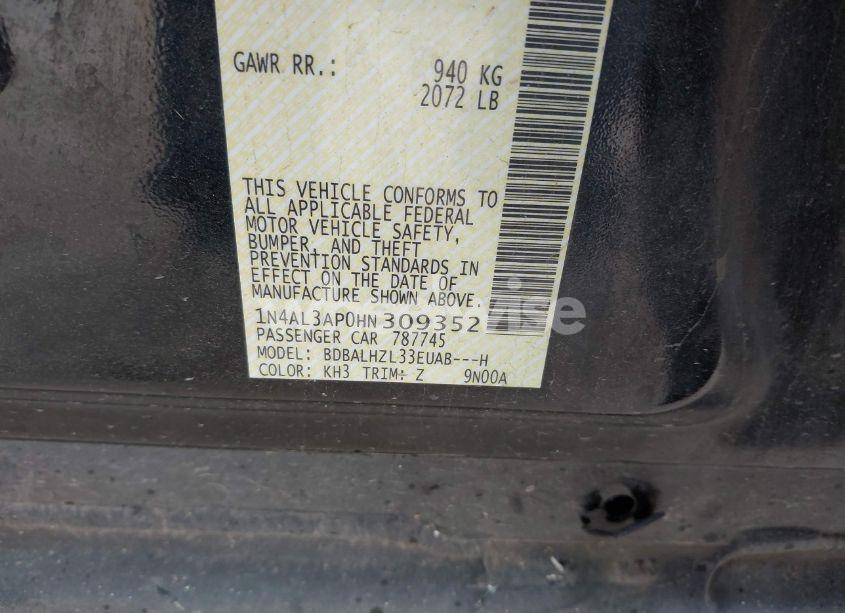 GAWR RR.: 940 KG
2072 LB
THIS VEHICLE CONFORMS TO
ALL APPLICABLE FEDERAL
MOTOR VEHICLE SAFETY,
BUMPER, AND THEFT
PREVENTION STANDARDS IN
EFFECT ON THE DATE OF
MANUFACTURE SHOWN ABOVE.
1N4AL3AP0HN309352
PASSENGER CAR 787745
MODEL: BDBALHZL33EUAB---H
COLOR: KH3 TRIM: Z 9N00A